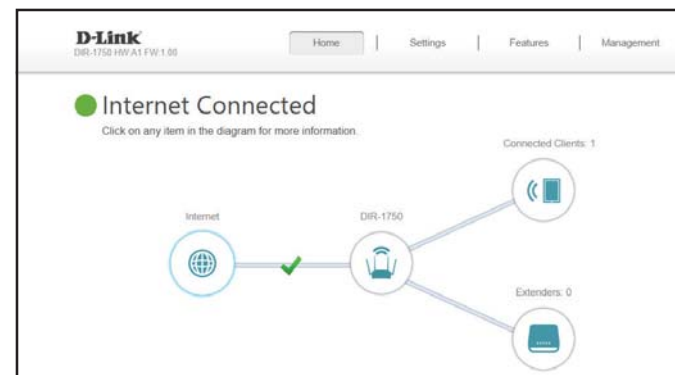 D-Link
DIR-1750 HW A1 FW 1.00
Home | Settings | Features | Management
Internet Connected
Click on any item in the diagram for more information.
Connected Clients: 1
Internet
DIR-1750
Extenders: 0